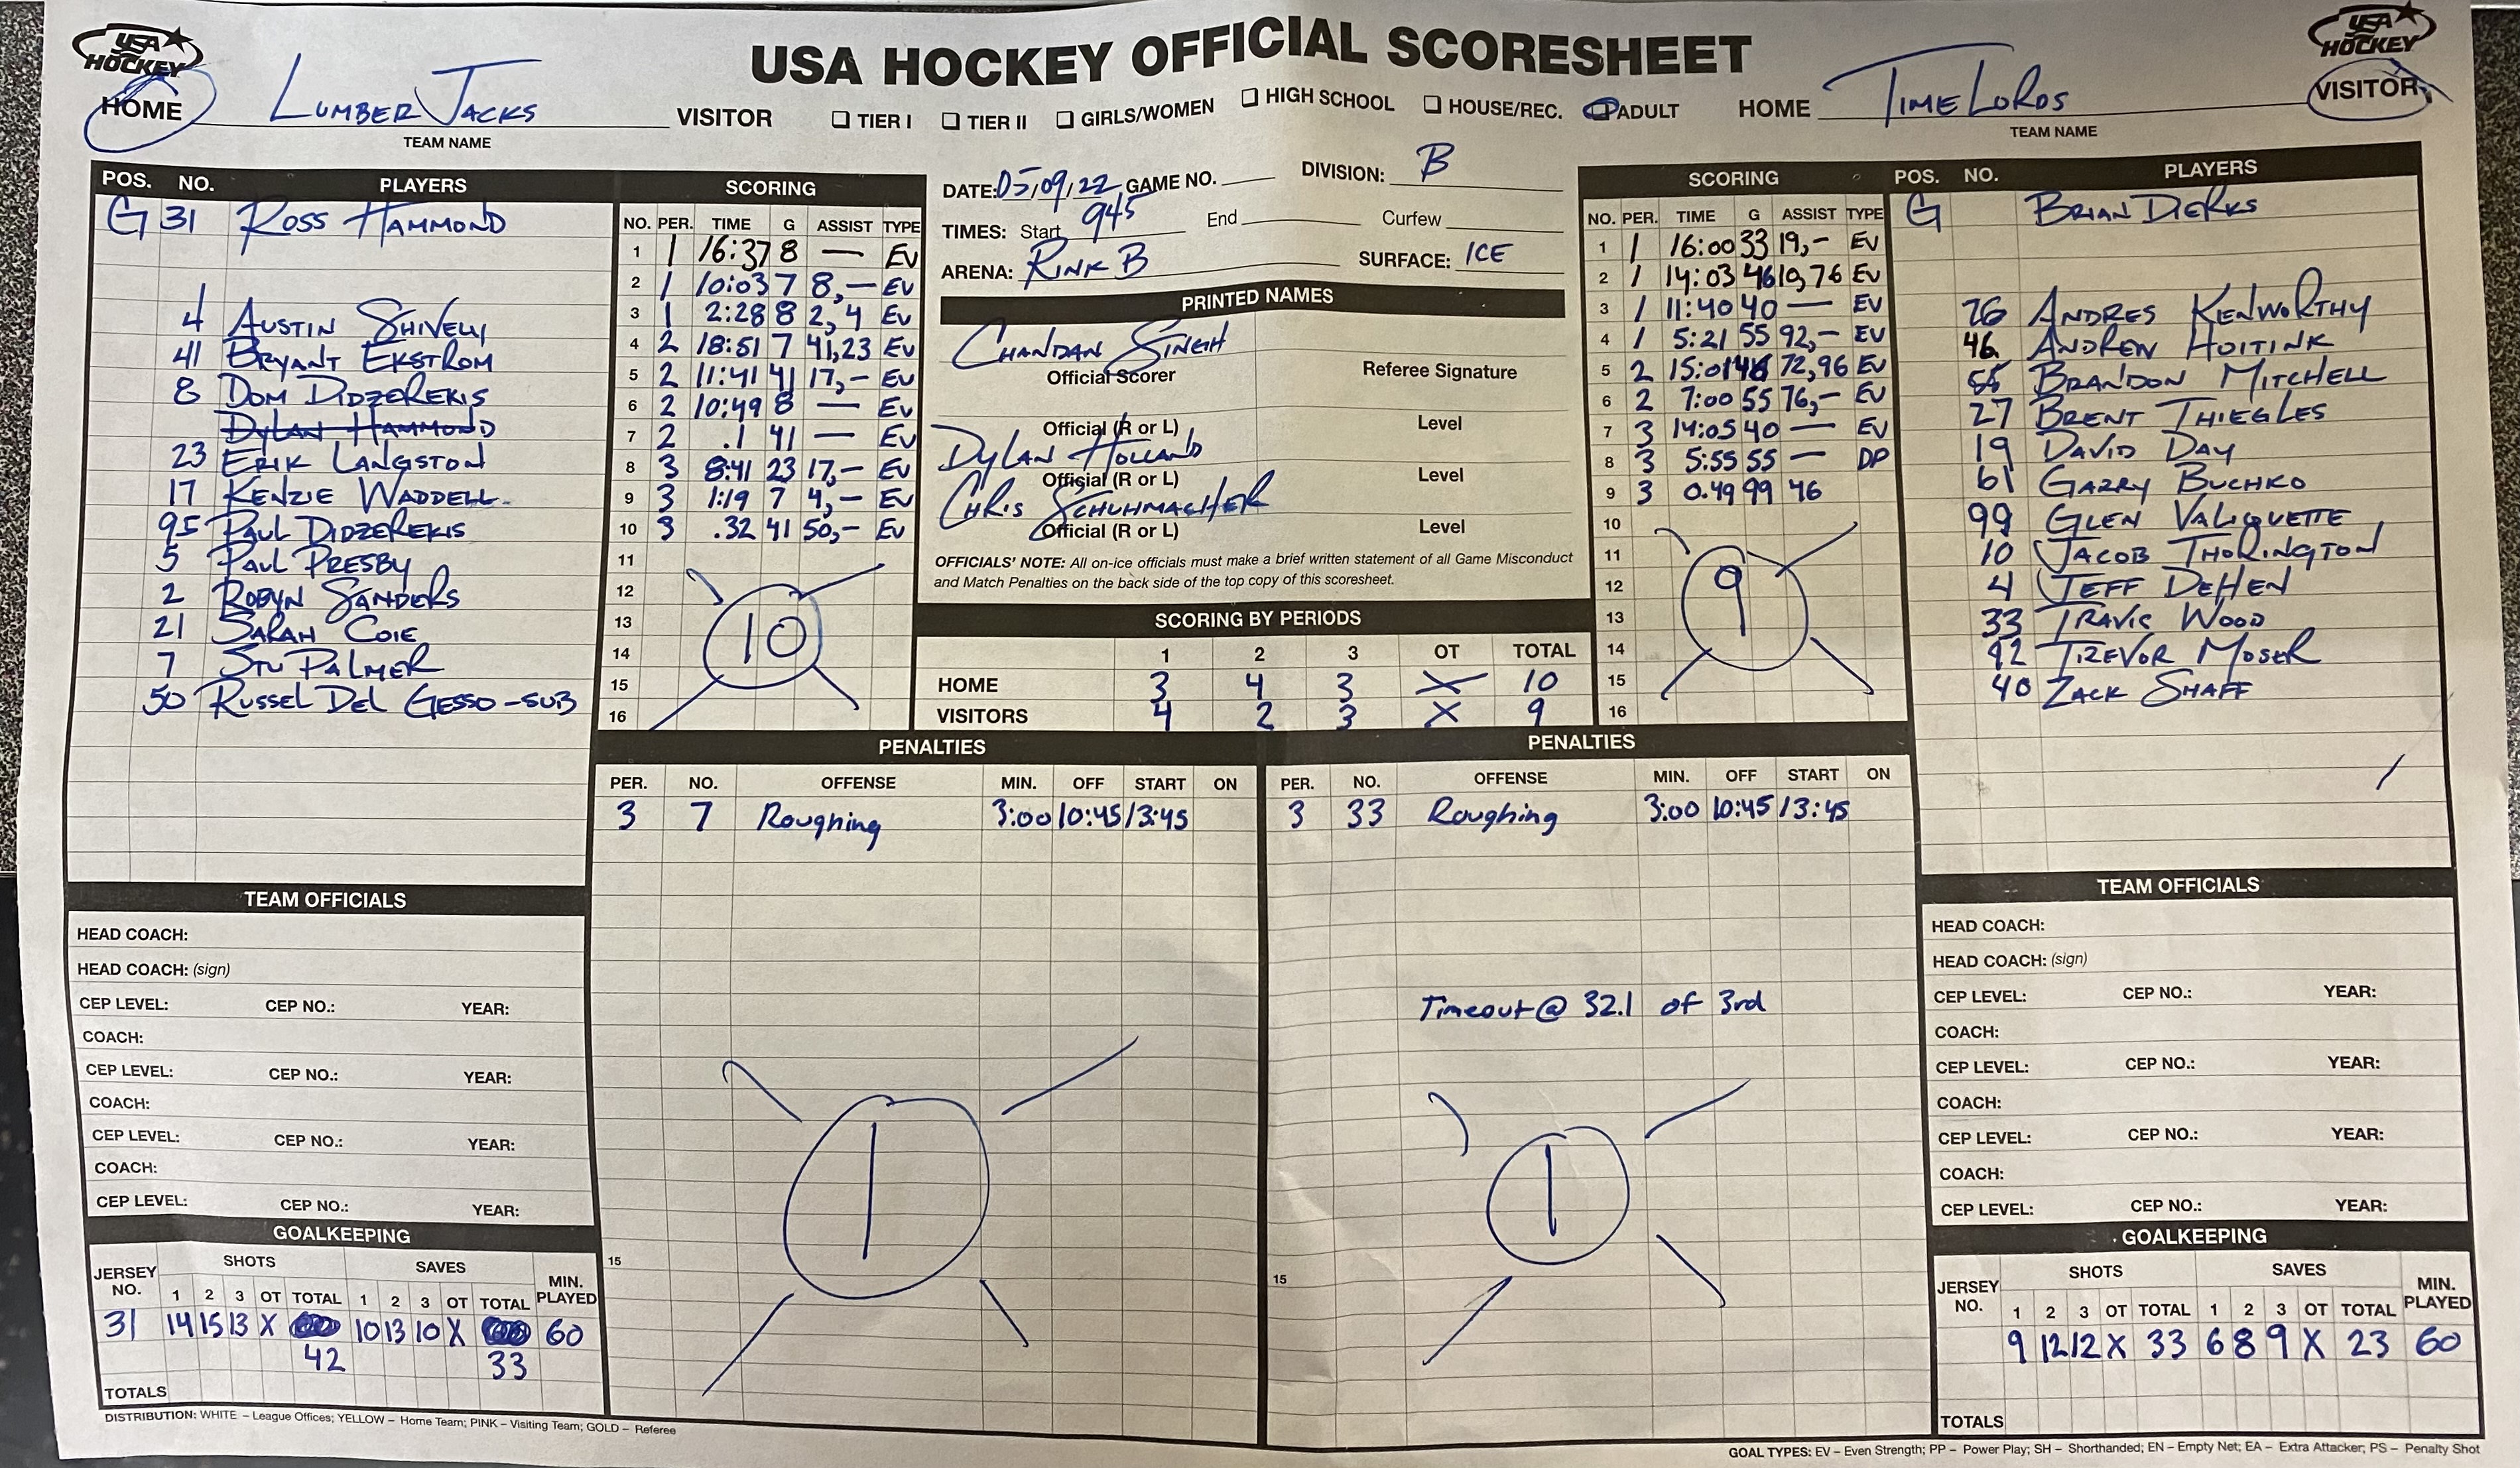 USA HOCKEY OFFICIAL SCORESHEET
USA HOCKEY
USA HOCKEY
HOME LUMBER JACKS VISITOR
TEAM NAME
❑ TIER I ❑ TIER II ❑ GIRLS/WOMEN ❑ HIGH SCHOOL ❑ HOUSE/REC. ❑ ADULT
HOME TIME LORDS VISITOR
TEAM NAME
POS. NO. PLAYERS
G 31 ROSS HAMMOND
4 AUSTIN SHIVELY
41 BRYANT EKSTROM
8 DOM DIDZEREKIS
DYLAN HAMMOND
23 ERIK LANGSTON
17 KENZIE WADDELL
95 PAUL DIDZEREKIS
5 PAUL PRESBY
2 ROBYN SANDERS
21 SARAH COIE
7 STU PALMER
50 RUSSEL DEL GESSO -SUB
SCORING
NO. PER. TIME G ASSIST TYPE
1 1 16:37 8 — EV
2 1 10:03 7 8,— EV
3 1 2:28 8 2,4 EV
4 2 18:51 7 41,23 EV
5 2 11:41 41 17,- EV
6 2 10:49 8 — EV
7 2 .1 41 — EV
8 3 8:41 23 17,- EV
9 3 1:19 7 4,- EV
10 3 .32 41 50,- EV
11
12
13
14
15
16
10
DATE: 05/09/22 GAME NO. DIVISION: B
TIMES: Start 945 End Curfew
ARENA: RINK B SURFACE: ICE
PRINTED NAMES
CHANDAN SINGH
Official Scorer Referee Signature
Official (R or L) Level
DYLAN HOLLAND
Official (R or L) Level
CHRIS SCHUHMACHER
Official (R or L) Level
OFFICIALS' NOTE: All on-ice officials must make a brief written statement of all Game Misconduct
and Match Penalties on the back side of the top copy of this scoresheet.
SCORING BY PERIODS
1 2 3 OT TOTAL
HOME 3 4 3 X 10
VISITORS 4 2 3 X 9
SCORING
NO. PER. TIME G ASSIST TYPE
1 1 16:00 33 19,- EV
2 1 14:03 46 10,76 EV
3 1 11:40 40 — EV
4 1 5:21 55 92,- EV
5 2 15:01 72,96 EV
6 2 7:00 55 76,- EV
7 3 14:05 40 — EV
8 3 5:55 55 — DP
9 3 0.49 99 46
10
11
12
13
14
15
16
9
POS. NO. PLAYERS
G BRIAN DIERKS
76 ANDRES KENWORTHY
46 ANDREW HOITINK
55 BRANDON MITCHELL
27 BRENT THIEGLES
19 DAVID DAY
61 GARRY BUCHKO
99 GLEN VALIQUETTE
10 JACOB THORINGTON
4 JEFF DEHEN
33 TRAVIS WOOD
92 TREVOR MOSER
40 ZACK SHAFF
PENALTIES
PER. NO. OFFENSE MIN. OFF START ON
3 7 Roughing 3:00 10:45 13:45
1
15
PENALTIES
PER. NO. OFFENSE MIN. OFF START ON
3 33 Roughing 3:00 10:45 13:45
Timeout @ 32.1 of 3rd
1
15
TEAM OFFICIALS
HEAD COACH:
HEAD COACH: (sign)
CEP LEVEL: CEP NO.: YEAR:
COACH:
CEP LEVEL: CEP NO.: YEAR:
COACH:
CEP LEVEL: CEP NO.: YEAR:
COACH:
CEP LEVEL: CEP NO.: YEAR:
GOALKEEPING
JERSEY NO. SHOTS SAVES MIN. PLAYED
1 2 3 OT TOTAL 1 2 3 OT TOTAL
31 14 15 13 X 10 13 10 X 60
42 33
TOTALS
TEAM OFFICIALS
HEAD COACH:
HEAD COACH: (sign)
CEP LEVEL: CEP NO.: YEAR:
COACH:
CEP LEVEL: CEP NO.: YEAR:
COACH:
CEP LEVEL: CEP NO.: YEAR:
COACH:
CEP LEVEL: CEP NO.: YEAR:
GOALKEEPING
JERSEY NO. SHOTS SAVES MIN. PLAYED
1 2 3 OT TOTAL 1 2 3 OT TOTAL
9 12 12 X 33 6 8 9 X 23 60
TOTALS
DISTRIBUTION: WHITE – League Offices; YELLOW – Home Team; PINK – Visiting Team; GOLD – Referee
GOAL TYPES: EV – Even Strength; PP – Power Play; SH – Shorthanded; EN – Empty Net; EA – Extra Attacker; PS – Penalty Shot